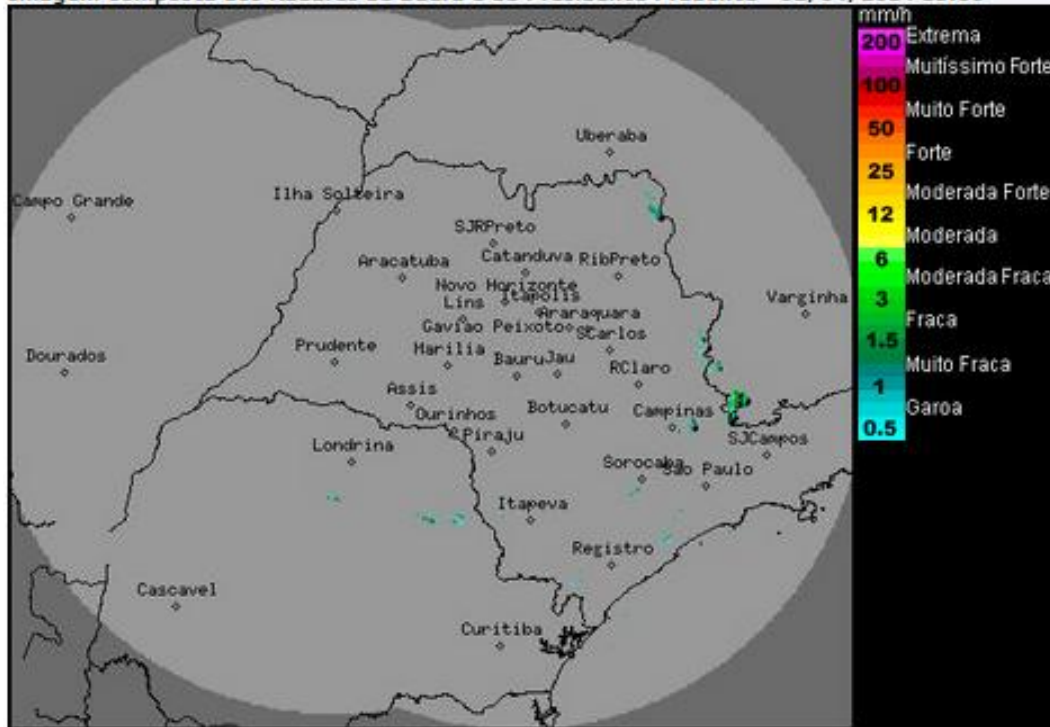 mm/h
200 Extrema
Muitíssimo Forte
100
Muito Forte
50
Forte
25
Moderada Forte
12
Moderada
6
Moderada Fraca
3
Fraca
1.5
Muito Fraca
1
Garoa
0.5
Uberaba
Campo Grande
Ilha Solteira
SJRPreto
Catanduva
RibPreto
Aracatuba
Novo Horizonte
Itapolis
Lins
Araraquara
Varginha
Gaviao Peixoto
SCarlos
Dourados
Prudente
Marilia
Bauru
Jau
RClaro
Assis
Ourinhos
Botucatu
Campinas
Piraju
SJCampos
Londrina
Sorocaba
Sao Paulo
Itapeva
Registro
Cascavel
Curitiba